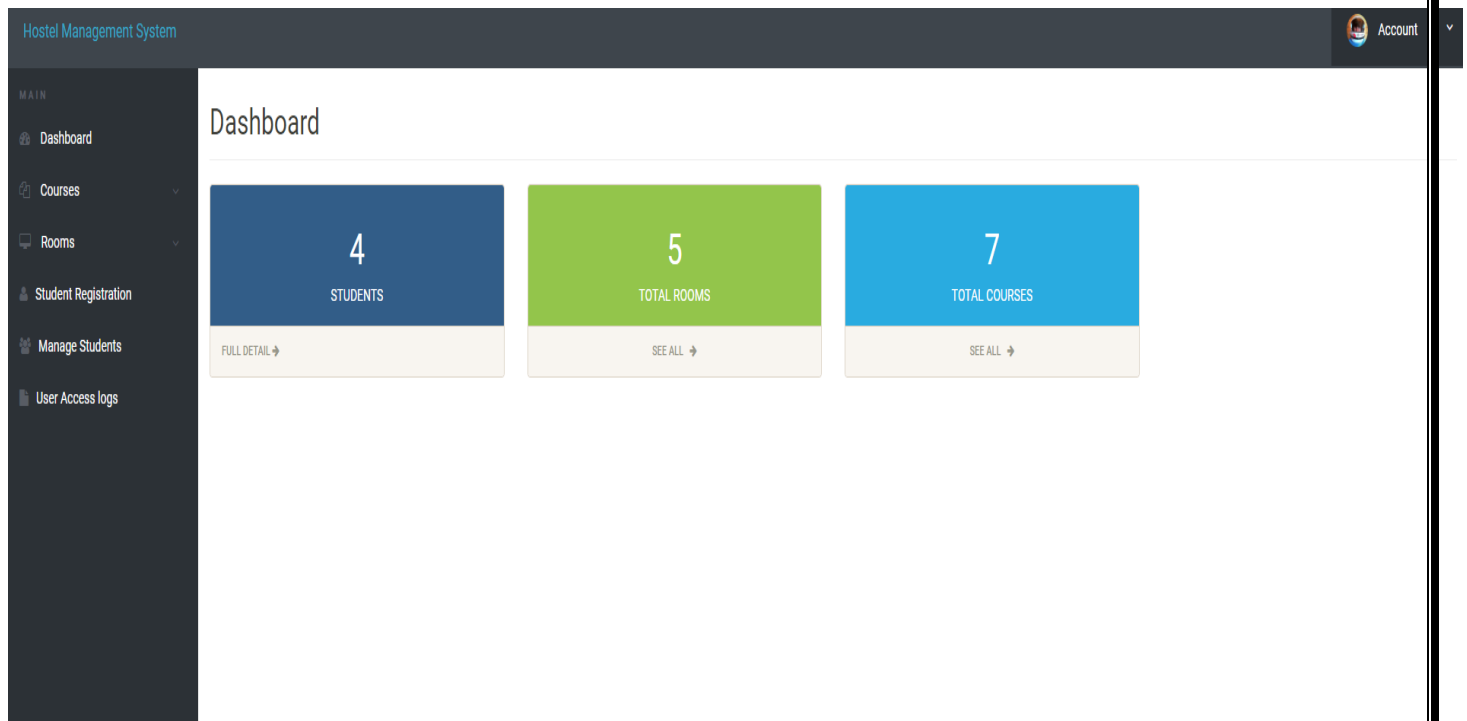 Hostel Management System
Account
MAIN
Dashboard
Courses
Rooms
Student Registration
Manage Students
User Access logs
Dashboard
4
STUDENTS
FULL DETAIL
5
TOTAL ROOMS
SEE ALL
7
TOTAL COURSES
SEE ALL